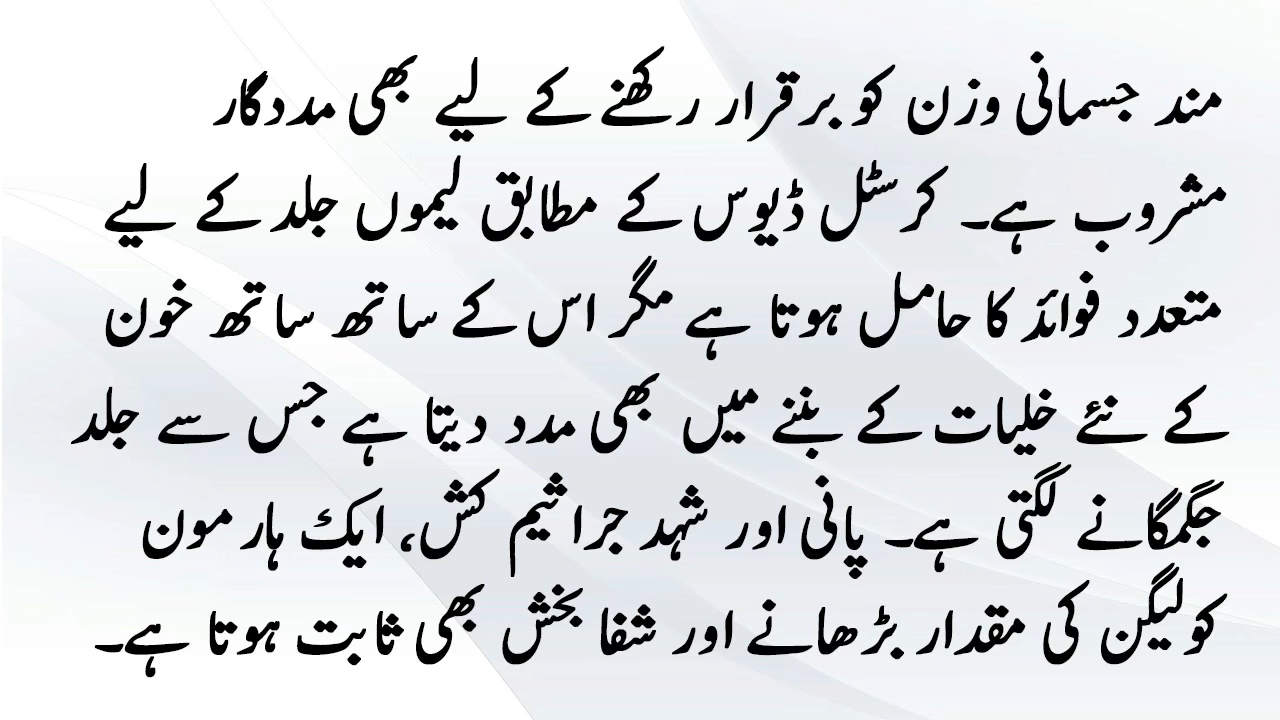 مند جسمانی وزن کو برقرار رکھنے کے لیے بھی مددگار
مشروب ہے۔ کرسٹل ڈیوس کے مطابق لیموں جلد کے لیے
متعدد فوائد کا حامل ہوتا ہے مگر اس کے ساتھ ساتھ خون
کے نئے خلیات کے بننے میں بھی مدد دیتا ہے جس سے جلد
جگمگانے لگتی ہے۔ پانی اور شہد جراثیم کش، ایک ہارمون
کولیگن کی مقدار بڑھانے اور شفا بخش بھی ثابت ہوتا ہے۔